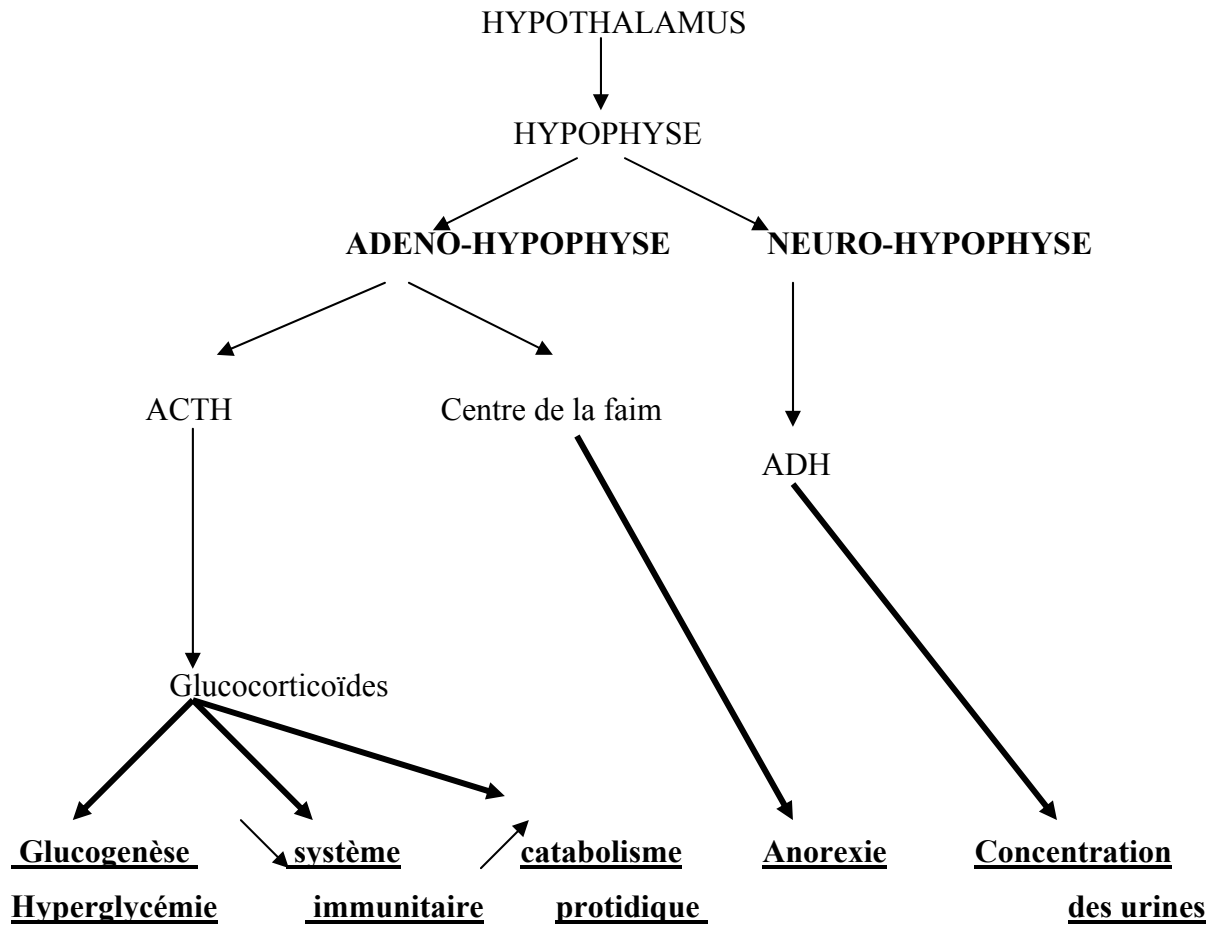 HYPOTHALAMUS
HYPOPHYSE
ADENO-HYPOPHYSE NEURO-HYPOPHYSE
ACTH Centre de la faim
ADH
Glucocorticoïdes
Glucogenèse système catabolisme Anorexie Concentration
Hyperglycémie immunitaire protidique des urines